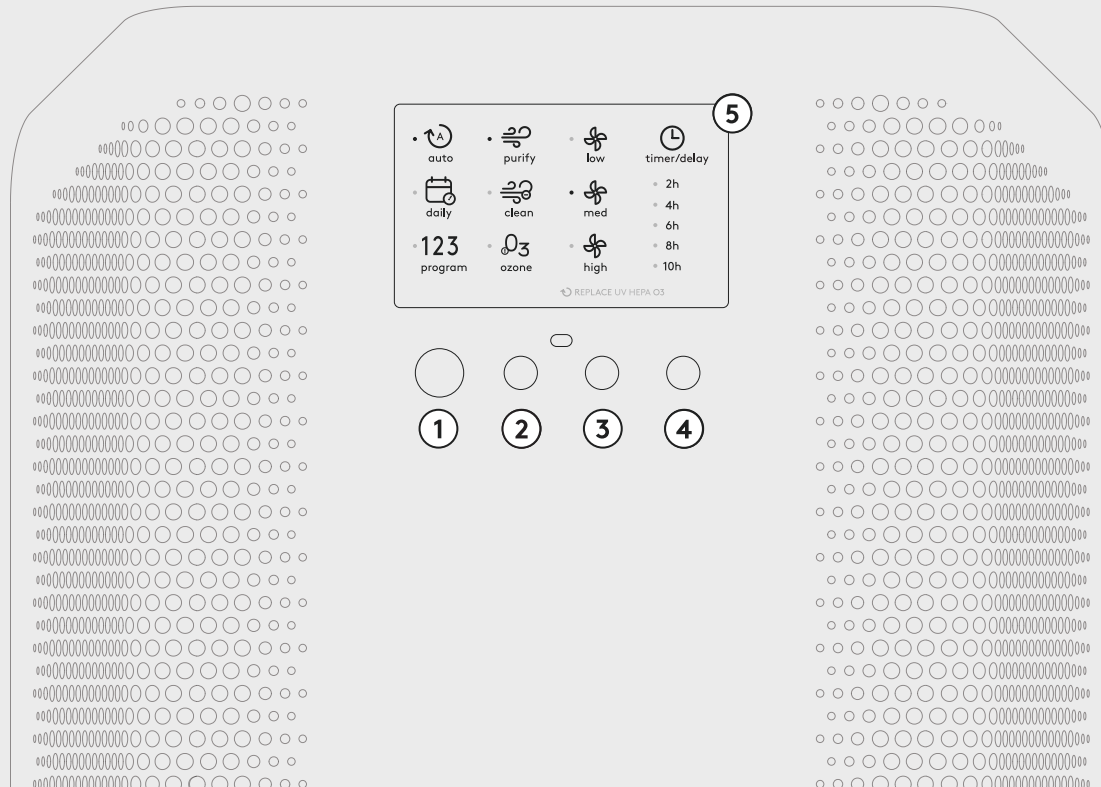 5
A
auto purify low timer/delay
2h
4h
daily clean med
6h
8h
123 O3
program ozone high 10h
REPLACE UV HEPA O3
1 2 3 4